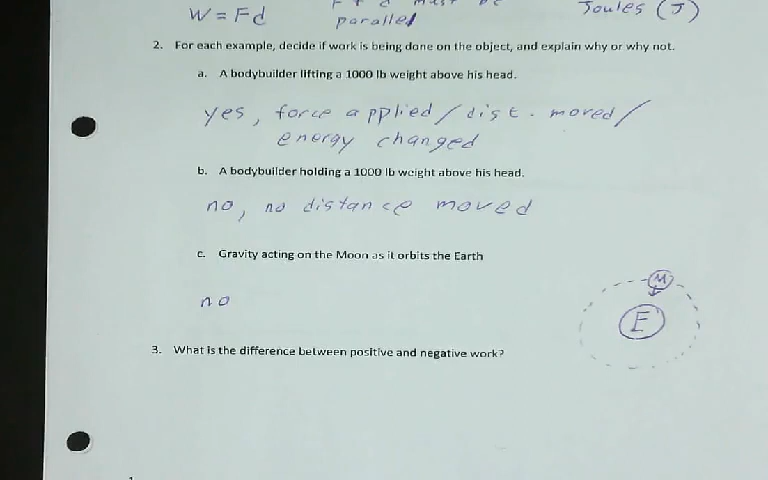 W = Fd must be Joules (J)
parallel
2. For each example, decide if work is being done on the object, and explain why or why not.
a. A bodybuilder lifting a 1000 lb weight above his head.
yes, force applied / dist. moved /
energy changed
b. A bodybuilder holding a 1000 lb weight above his head.
no, no distance moved
c. Gravity acting on the Moon as it orbits the Earth
no
M
E
3. What is the difference between positive and negative work?